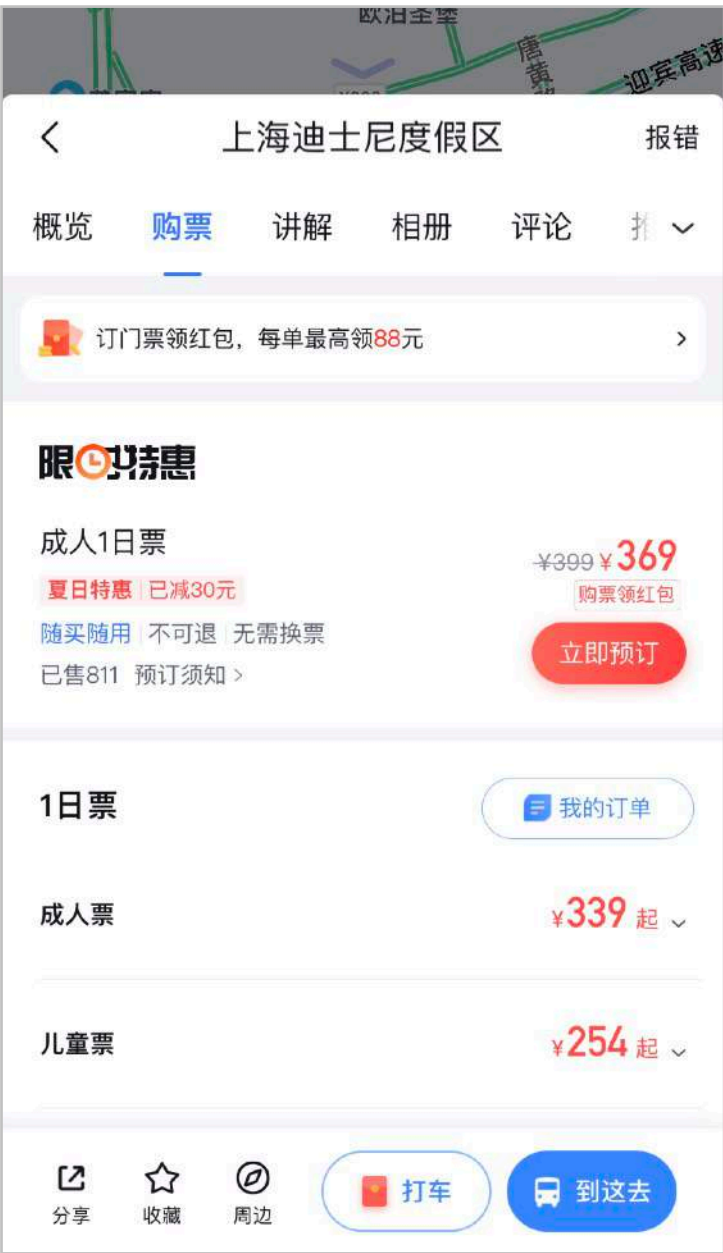 欧泊圣堡
唐黄路
迎宾高速
上海迪士尼度假区
报错
概览 购票 讲解 相册 评论
订门票领红包，每单最高领88元
限时特惠
成人1日票
¥399 ¥369
夏日特惠 已减30元
购票领红包
随买随用 不可退 无需换票
立即预订
已售811 预订须知 >
1日票
我的订单
成人票
¥339 起
儿童票
¥254 起
分享 收藏 周边 打车 到这去